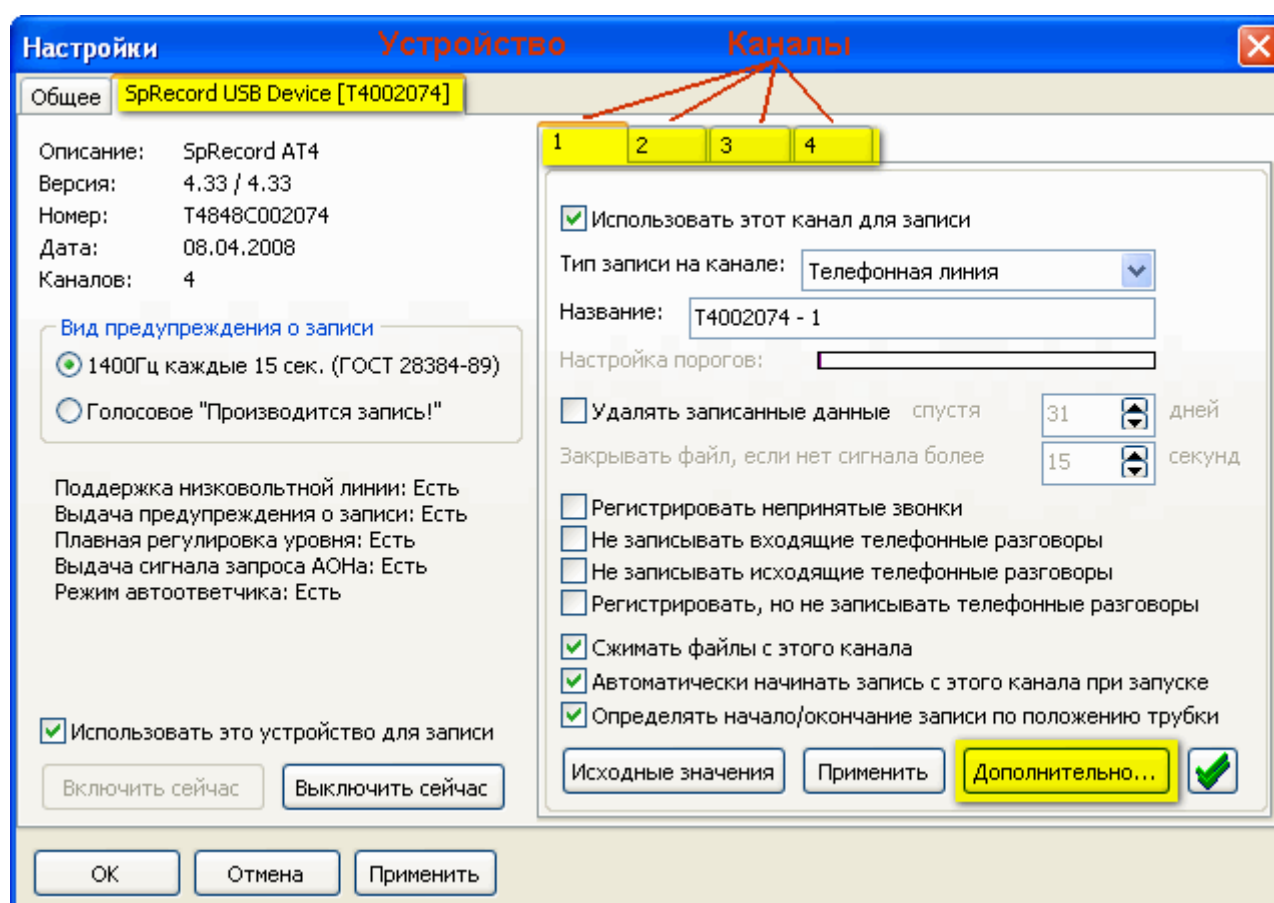 Настройки
Устройство Каналы
Общее SpRecord USB Device [T4002074]
1 2 3 4
Описание: SpRecord AT4
Версия: 4.33 / 4.33
Номер: T4848C002074
Дата: 08.04.2008
Каналов: 4
Вид предупреждения о записи
1400Гц каждые 15 сек. (ГОСТ 28384-89)
Голосовое "Производится запись!"
Поддержка низковольтной линии: Есть
Выдача предупреждения о записи: Есть
Плавная регулировка уровня: Есть
Выдача сигнала запроса АОНа: Есть
Режим автоответчика: Есть
Использовать это устройство для записи
Включить сейчас Выключить сейчас
Использовать этот канал для записи
Тип записи на канале: Телефонная линия
Название: T4002074 - 1
Настройка порогов:
Удалять записанные данные спустя 31 дней
Закрывать файл, если нет сигнала более 15 секунд
Регистрировать непринятые звонки
Не записывать входящие телефонные разговоры
Не записывать исходящие телефонные разговоры
Регистрировать, но не записывать телефонные разговоры
Сжимать файлы с этого канала
Автоматически начинать запись с этого канала при запуске
Определять начало/окончание записи по положению трубки
Исходные значения Применить Дополнительно...
ОК Отмена Применить